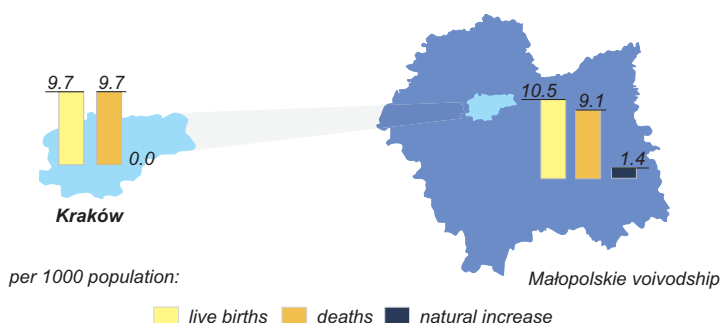 9.7 9.7
0.0
Kraków
10.5
9.1
1.4
per 1000 population:
Małopolskie voivodship
live births deaths natural increase